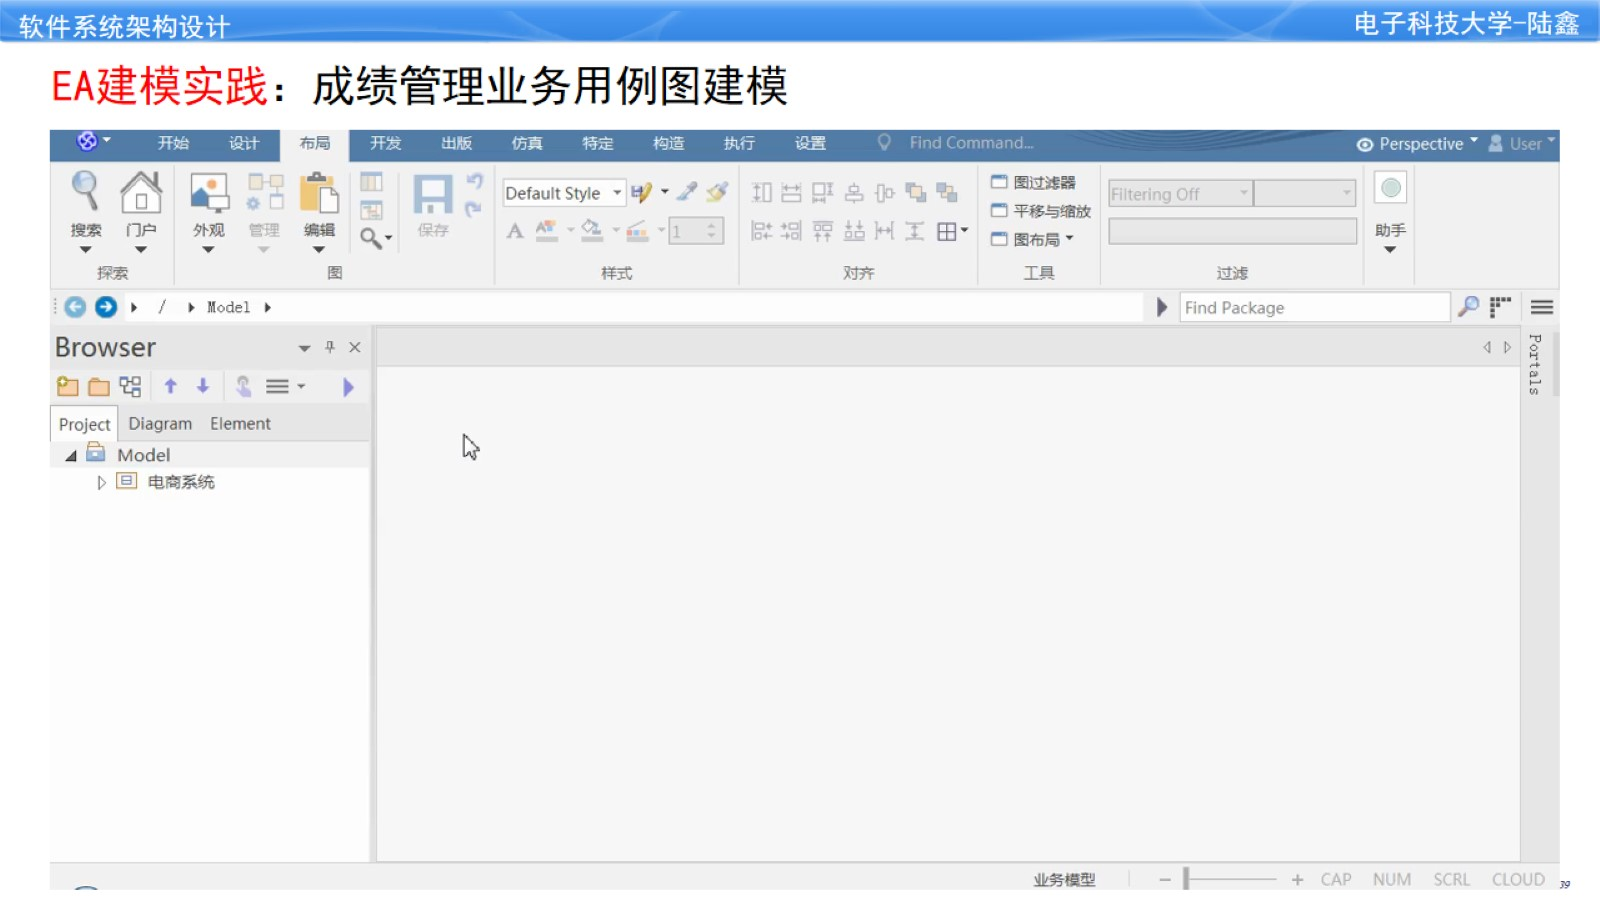 软件系统架构设计
电子科技大学-陆鑫
EA建模实践：成绩管理业务用例图建模
开始 设计 布局 开发 出版 仿真 特定 构造 执行 设置 Find Command... Perspective User
Default Style
图过滤器
Filtering Off
平移与缩放
搜索 门户 外观 管理 编辑 保存 1 图布局 助手
探索 图 样式 对齐 工具 过滤
/ Model Find Package
Browser
Portals
Project Diagram Element
Model
电商系统
业务模型 CAP NUM SCRL CLOUD
39